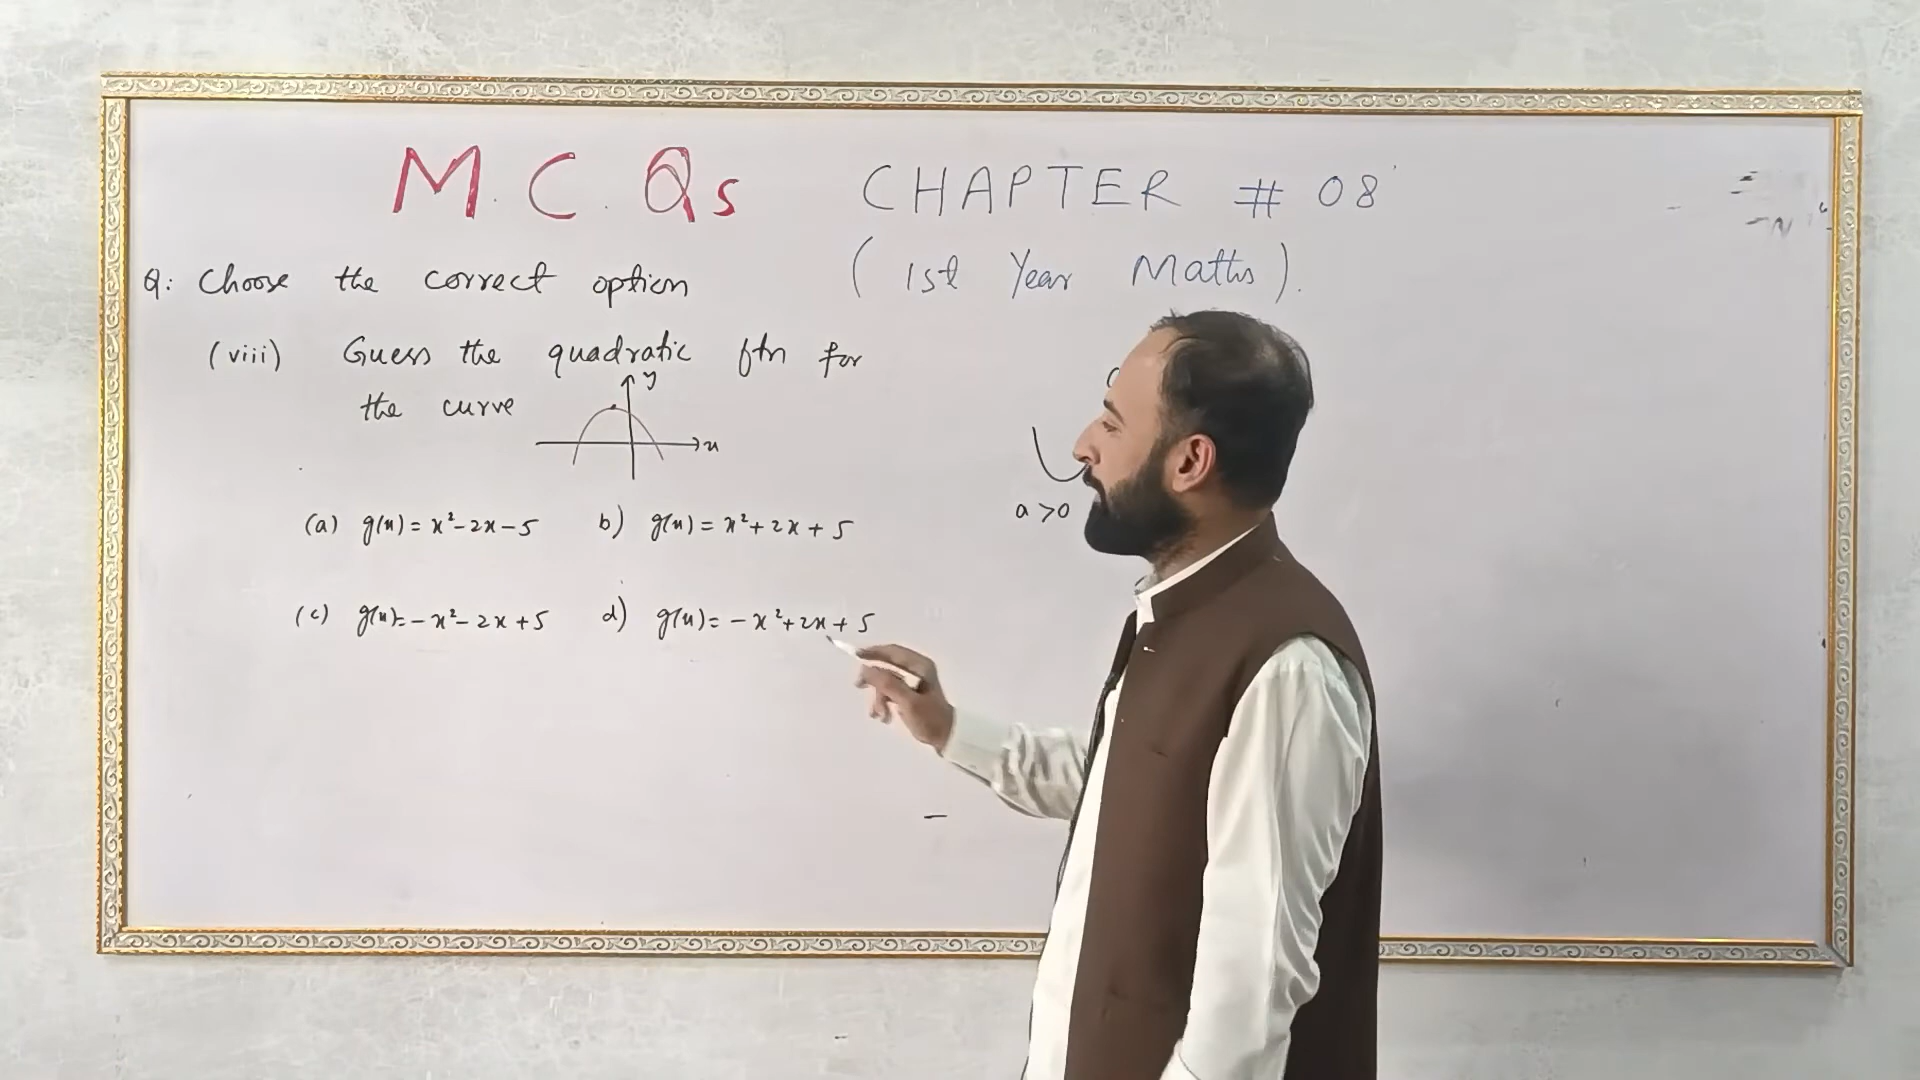 M.C.Qs CHAPTER # 08
(1st Year Maths).
Q: Choose the correct option
(viii) Guess the quadratic ftn for
the curve
y
x
a >0
(a) g(x) = x²-2x-5 b) g(x) = x²+2x+5
(c) g(x)=-x²-2x+5 d) g(x)= -x²+2x+5